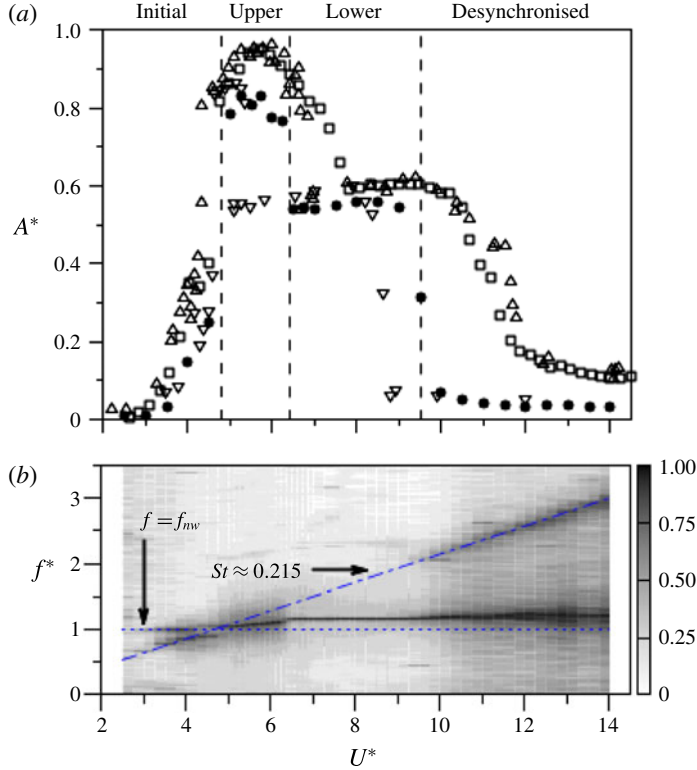 (a) Initial Upper Lower Desynchronised
1.0
0.8
0.6
A*
0.4
0.2
0
(b)
1.00
3
f = f_nw
0.75
f*
2
St ≈ 0.215
0.50
1
0.25
0
0
2 4 6 8 10 12 14
U*